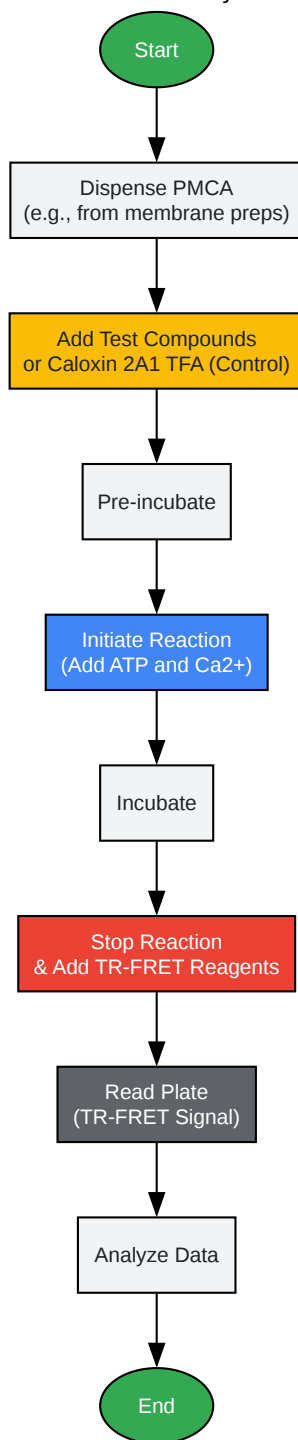 Start
Dispense PMCA
(e.g., from membrane preps)
Add Test Compounds
or Caloxin 2A1 TFA (Control)
Pre-incubate
Initiate Reaction
(Add ATP and Ca2+)
Incubate
Stop Reaction
& Add TR-FRET Reagents
Read Plate
(TR-FRET Signal)
Analyze Data
End